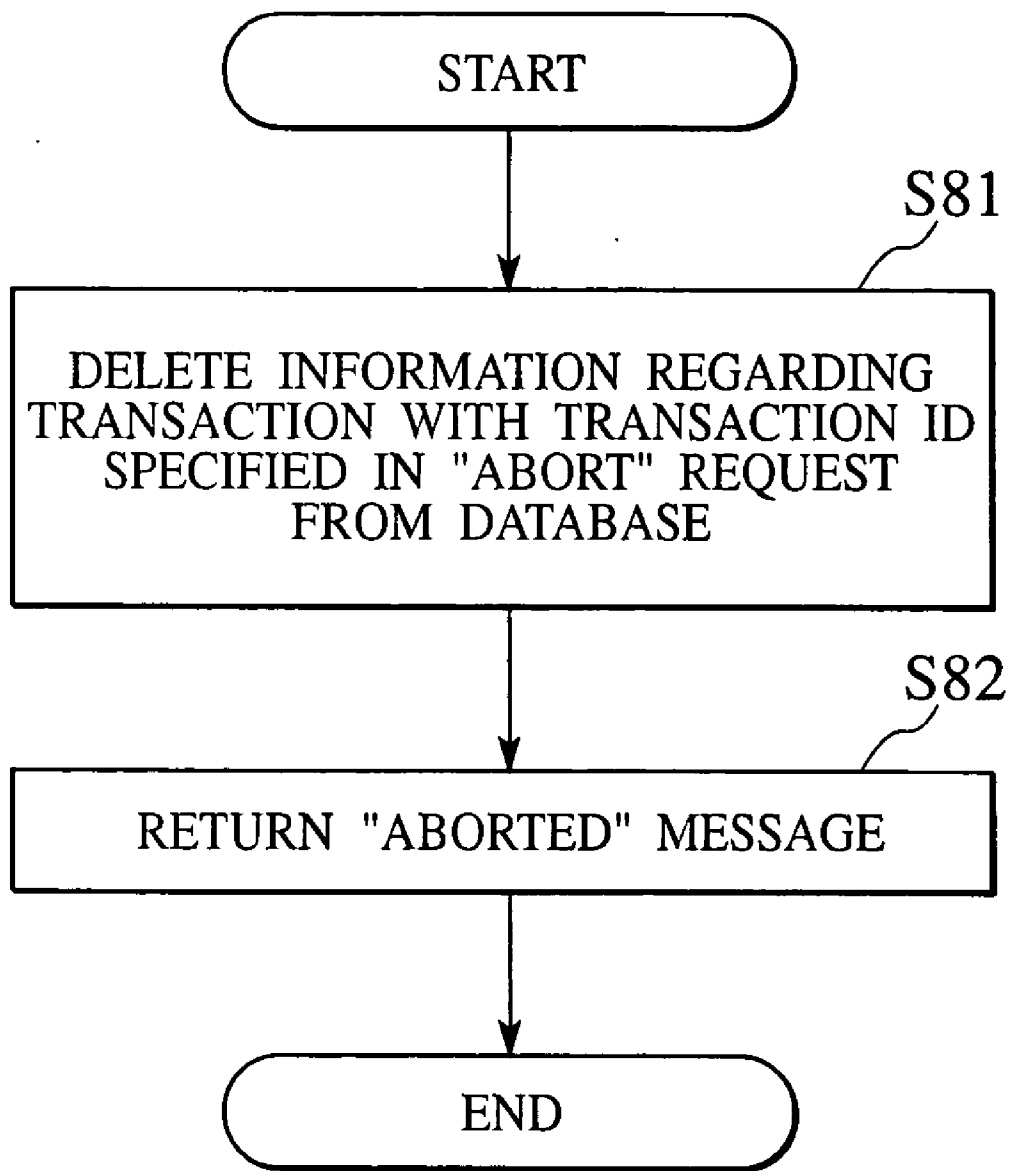 START
S81
DELETE INFORMATION REGARDING
TRANSACTION WITH TRANSACTION ID
SPECIFIED IN "ABORT" REQUEST
FROM DATABASE
S82
RETURN "ABORTED" MESSAGE
END